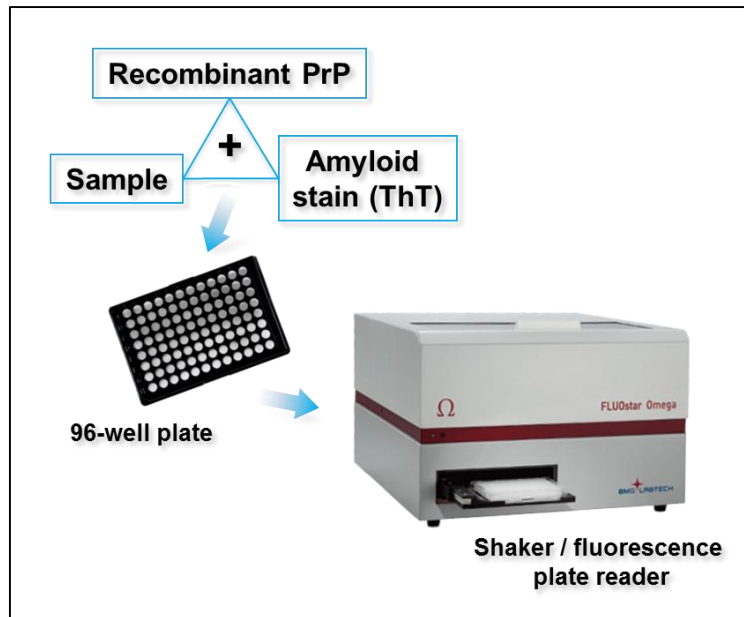 Recombinant PrP
+
Sample
Amyloid
stain (ThT)
96-well plate
Ω
FLUOstar Omega
BMG LABTECH
Shaker / fluorescence
plate reader